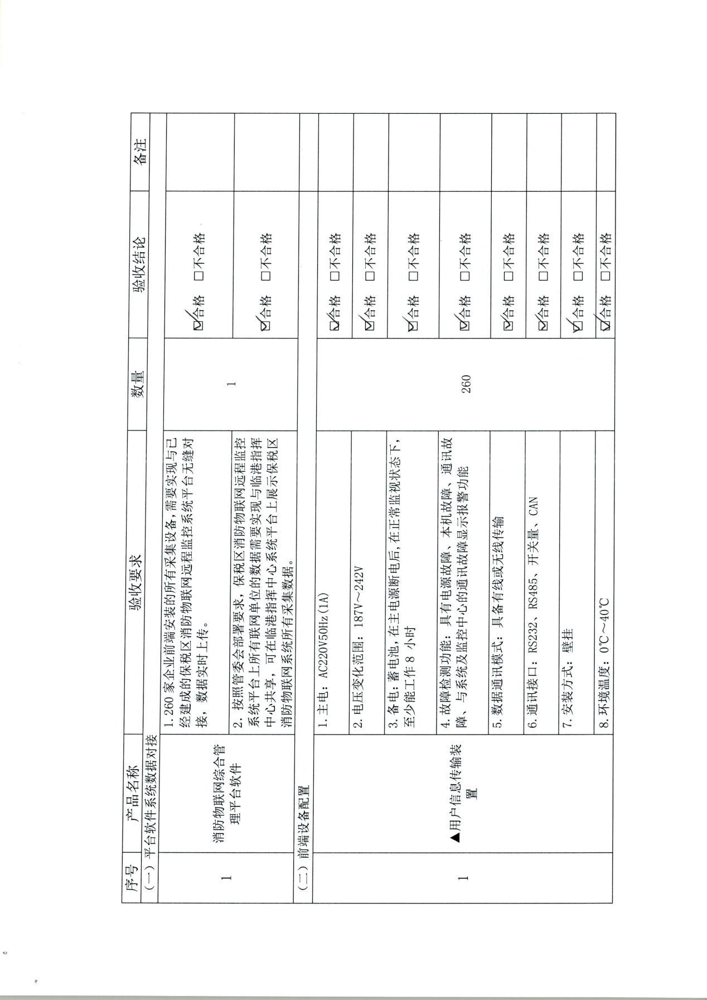 序号 产品名称 验收要求 数量 验收结论 备注
（一）平台软件系统数据对接
1
消防物联网综合管
理平台软件
1.260 家企业前端安装的所有采集设备,需要实现与已
经建成的保税区消防物联网远程监控系统平台无缝对
接，数据实时上传。
1
☑合格 □不合格
2. 按照管委会部署要求，保税区消防物联网远程监控
系统平台上所有联网单位的数据需要实现与临港指挥
中心共享，可在临港指挥中心系统平台上展示保税区
消防物联网系统所有采集数据。
☑合格 □不合格
（二）前端设备配置
1
▲用户信息传输装
置
1. 主电：AC220V50Hz(1A)
260
☑合格 □不合格
2. 电压变化范围：187V～242V
☑合格 □不合格
3. 备电：蓄电池,在主电源断电后,在正常监视状态下，
至少能工作 8 小时
☑合格 □不合格
4. 故障检测功能：具有电源故障、本机故障、通讯故
障、与系统及监控中心的通讯故障显示报警功能
☑合格 □不合格
5. 数据通讯模式：具备有线或无线传输
☑合格 □不合格
6. 通讯接口：RS232、RS485、开关量、CAN
☑合格 □不合格
7. 安装方式：壁挂
☑合格 □不合格
8. 环境温度：0℃～40℃
☑合格 □不合格